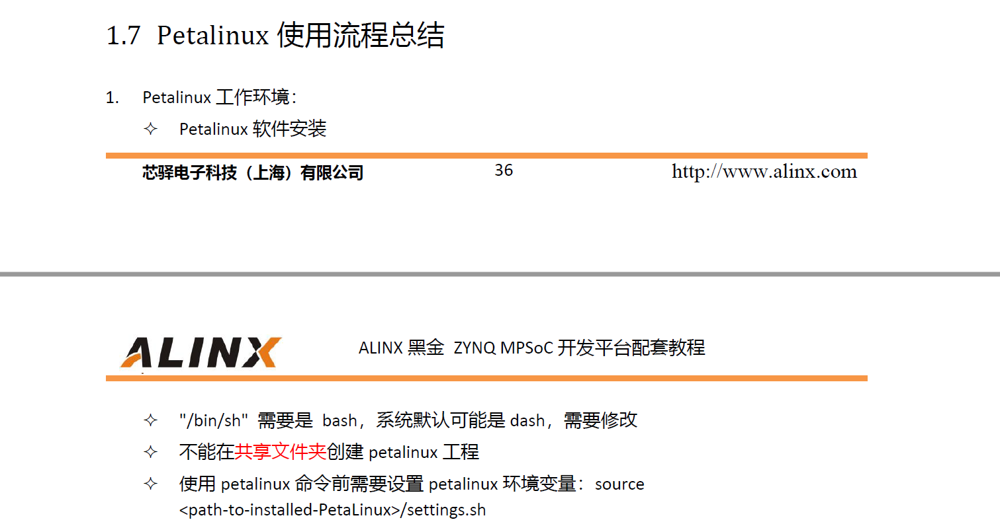 1.7 Petalinux 使用流程总结
1. Petalinux 工作环境：
✧ Petalinux 软件安装
芯驿电子科技（上海）有限公司 36 http://www.alinx.com
ALINX ALINX 黑金 ZYNQ MPSoC 开发平台配套教程
✧ "/bin/sh" 需要是 bash，系统默认可能是 dash，需要修改
✧ 不能在共享文件夹创建 petalinux 工程
✧ 使用 petalinux 命令前需要设置 petalinux 环境变量：source
<path-to-installed-PetaLinux>/settings.sh